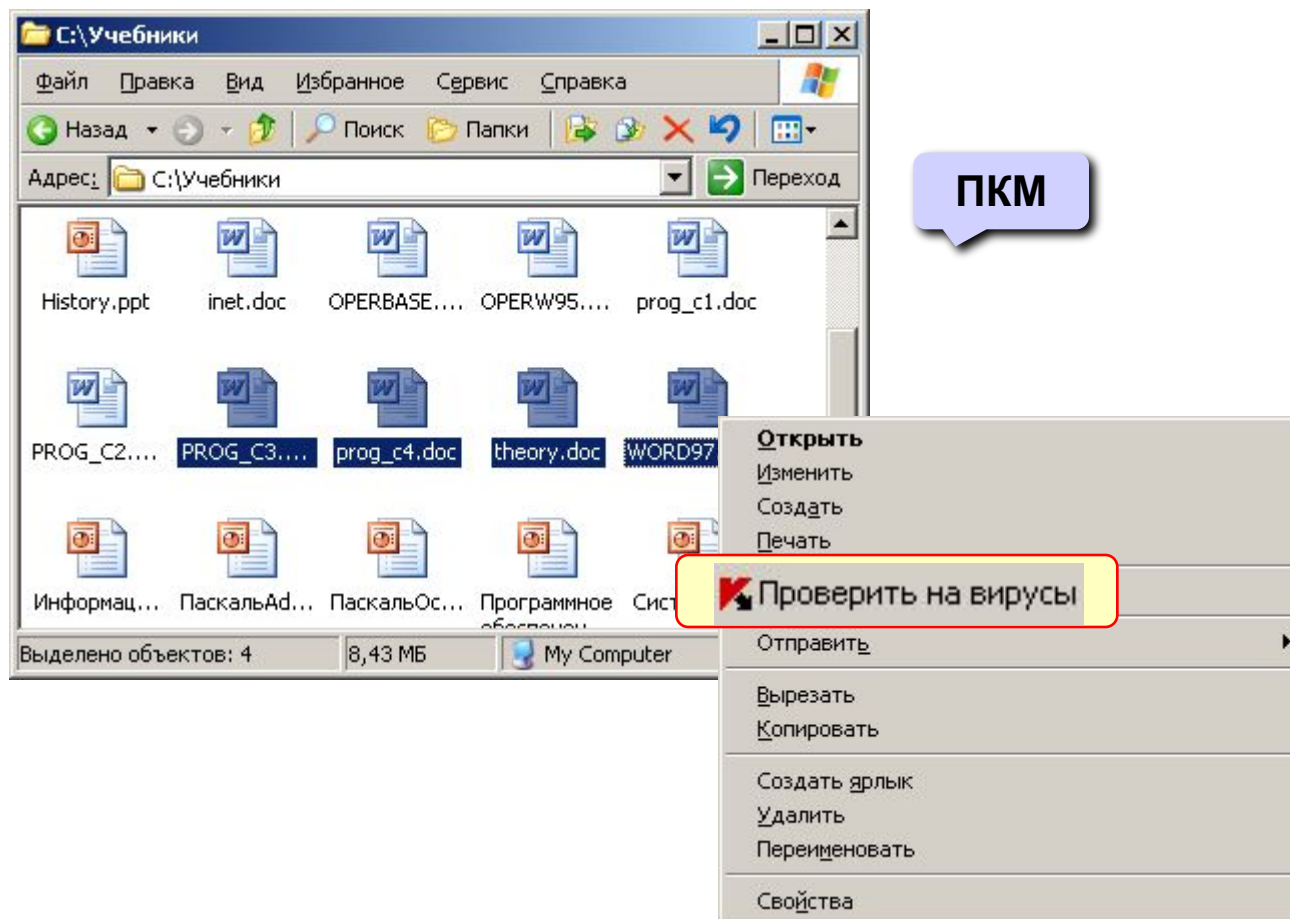 C:\Учебники
Файл Правка Вид Избранное Сервис Справка
Назад Поиск Папки
Адрес: C:\Учебники Переход
ПКМ
History.ppt inet.doc OPERBASE.... OPERW95.... prog_c1.doc
PROG_C2.... PROG_C3.... prog_c4.doc theory.doc WORD97
Информац... ПаскальAd... ПаскальОс... Программное Сист
Выделено объектов: 4 8,43 МБ My Computer
Открыть
Изменить
Создать
Печать
Проверить на вирусы
Отправить
Вырезать
Копировать
Создать ярлык
Удалить
Переименовать
Свойства